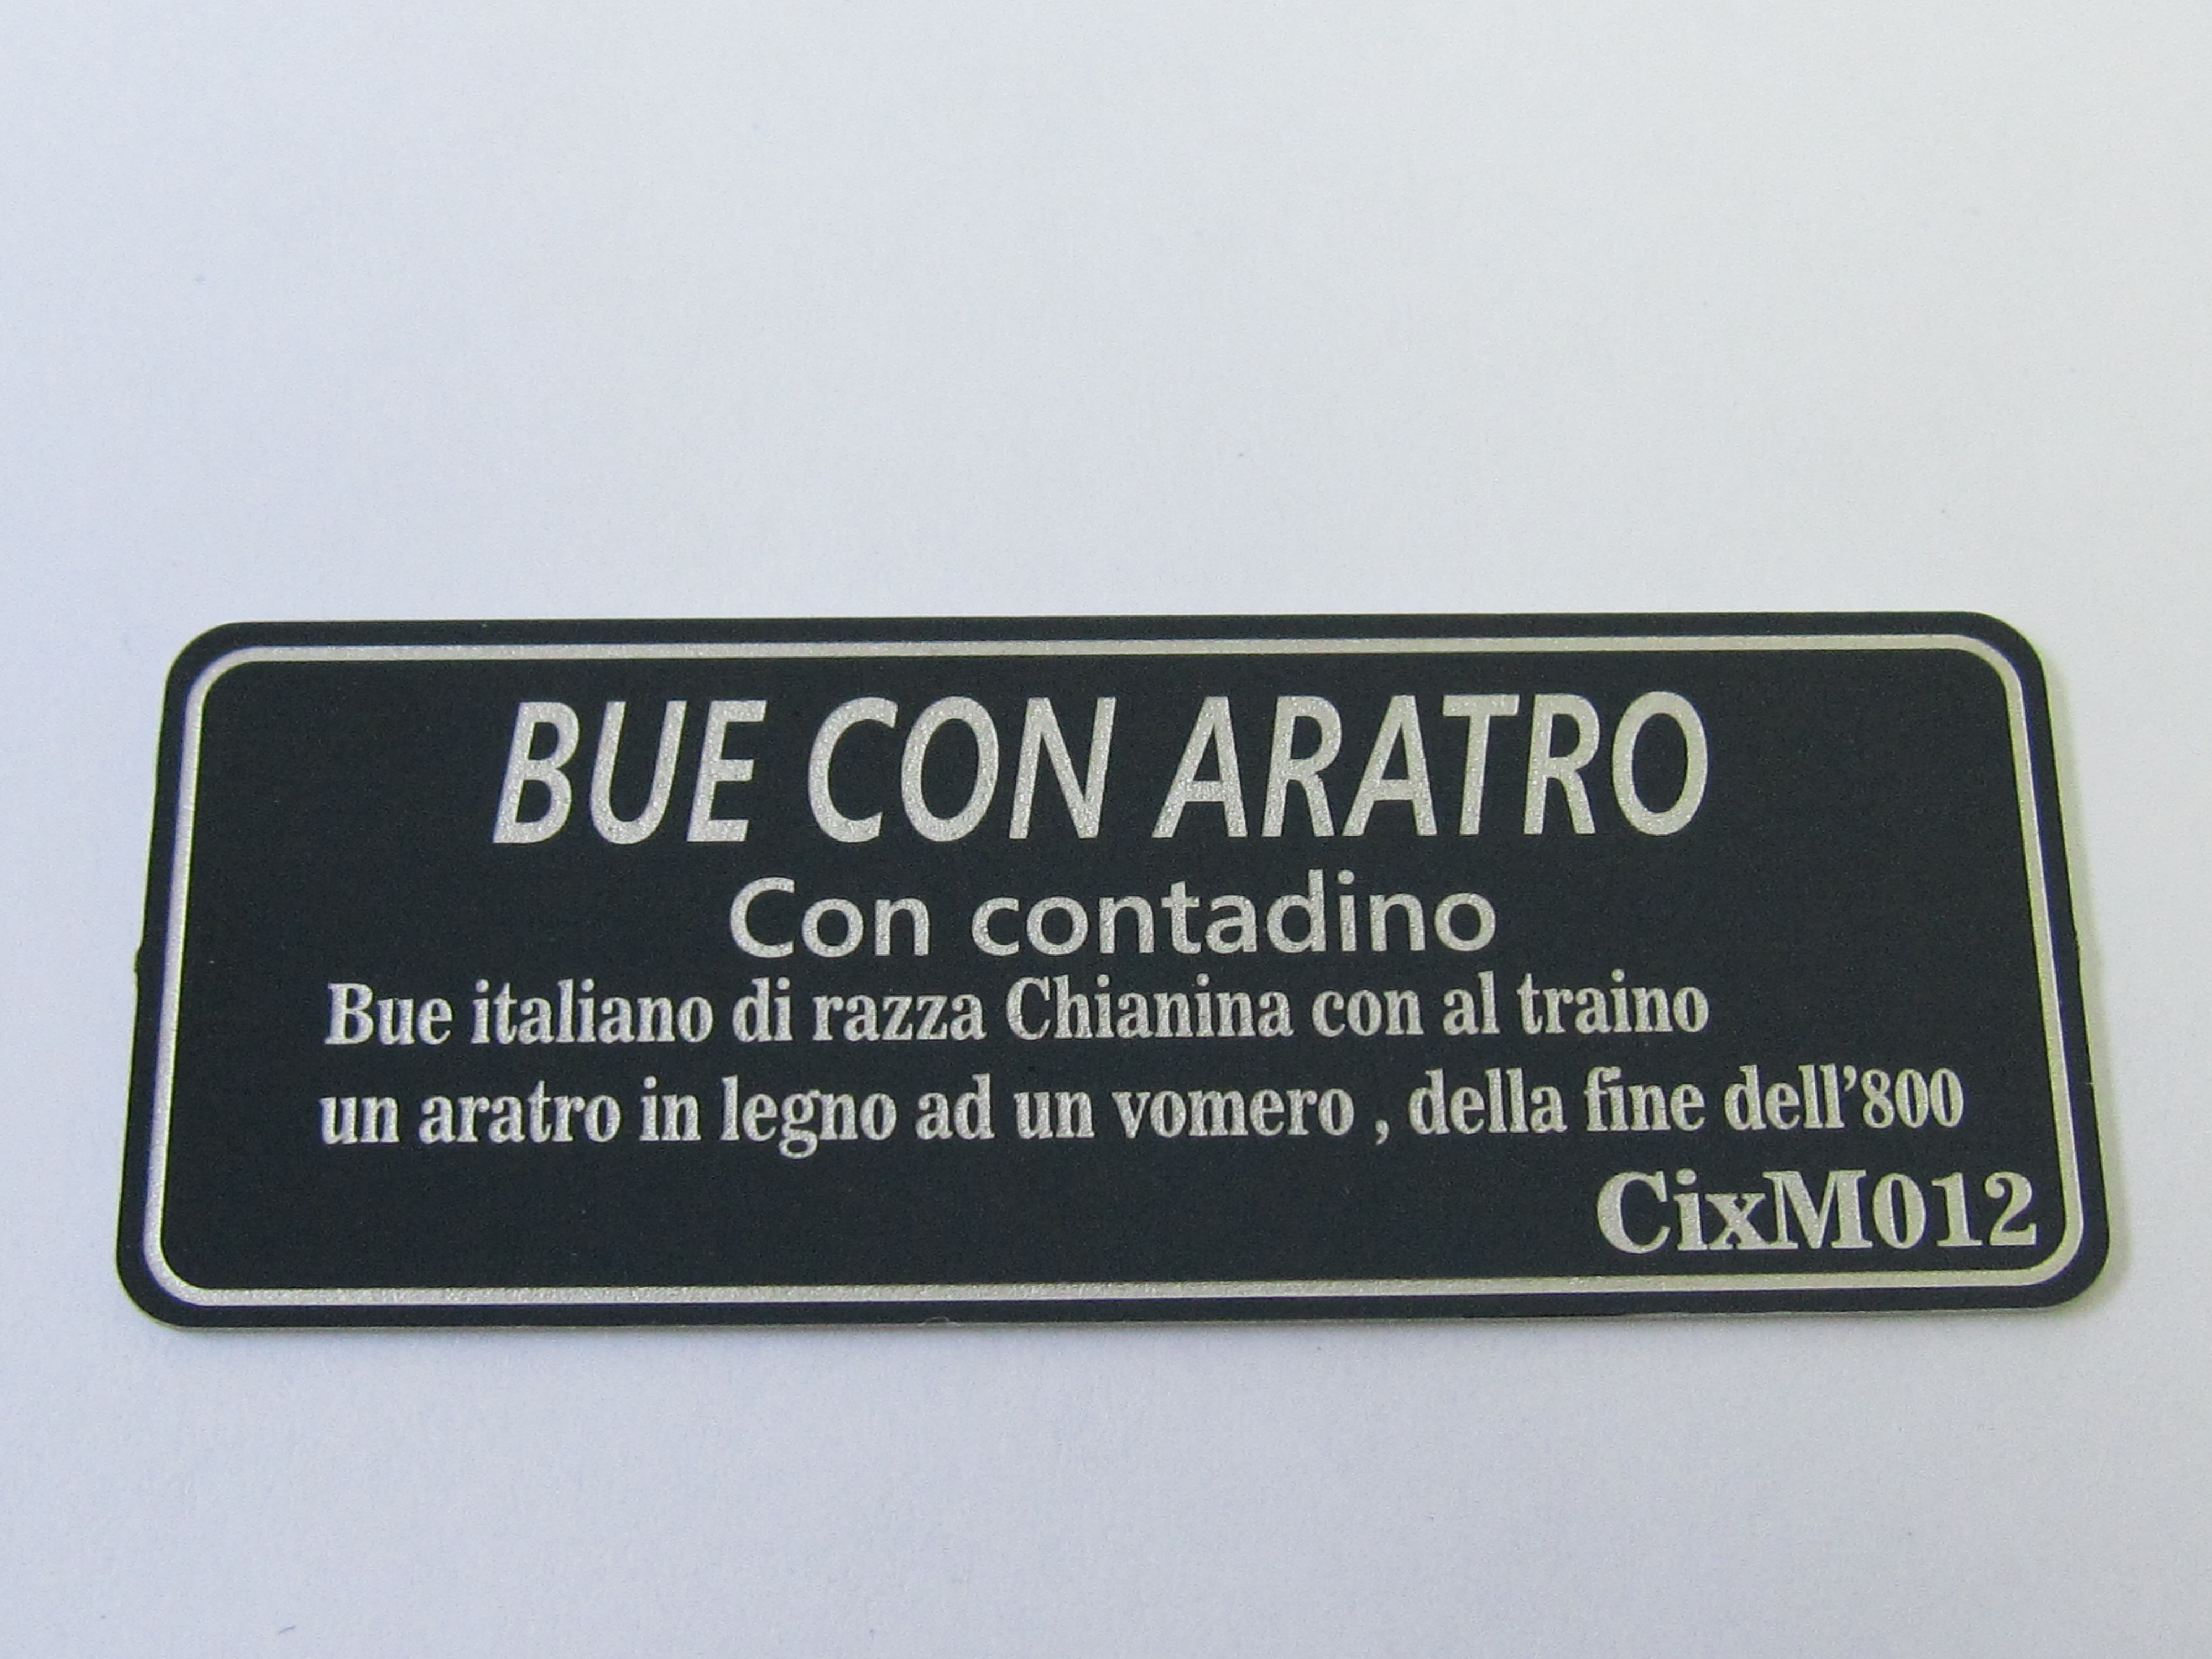 BUE CON ARATRO
Con contadino
Bue italiano di razza Chianina con al traino
un aratro in legno ad un vomero , della fine dell’800
CixM012